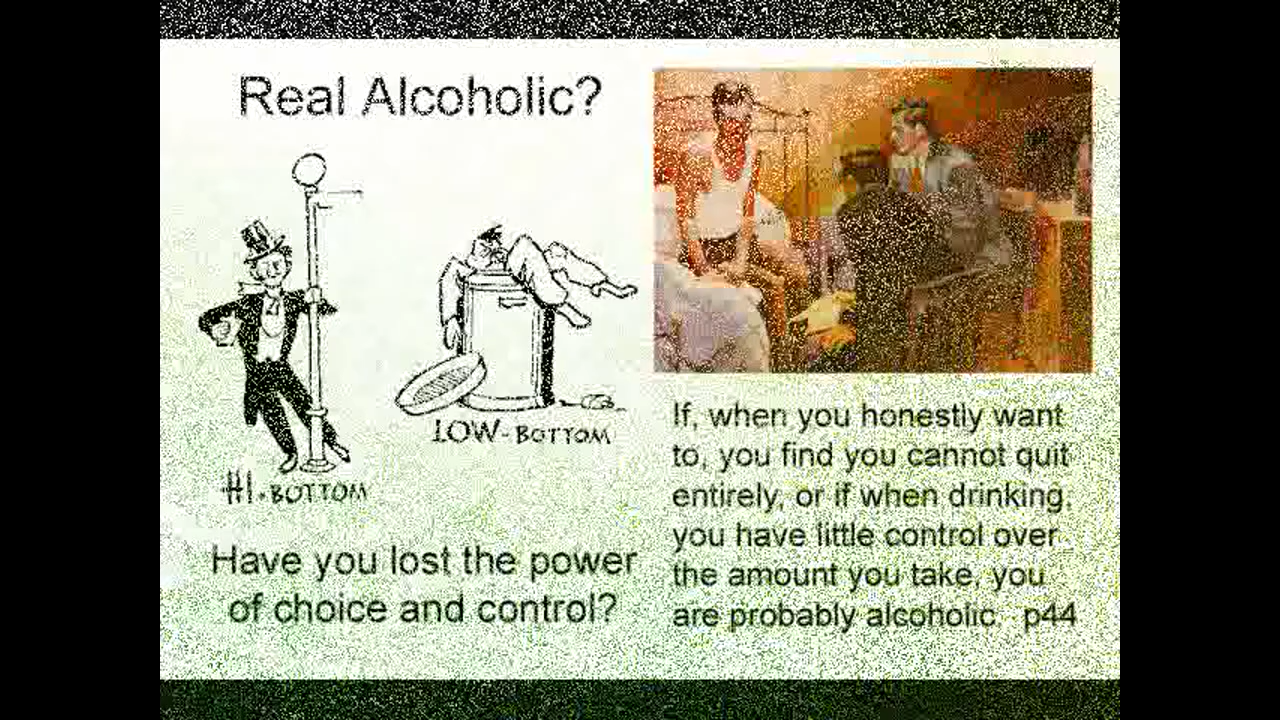 Real Alcoholic?
HI-BOTTOM
LOW-BOTTOM
Have you lost the power
of choice and control?
If, when you honestly want
to, you find you cannot quit
entirely, or if when drinking,
you have little control over
the amount you take, you
are probably alcoholic. p44